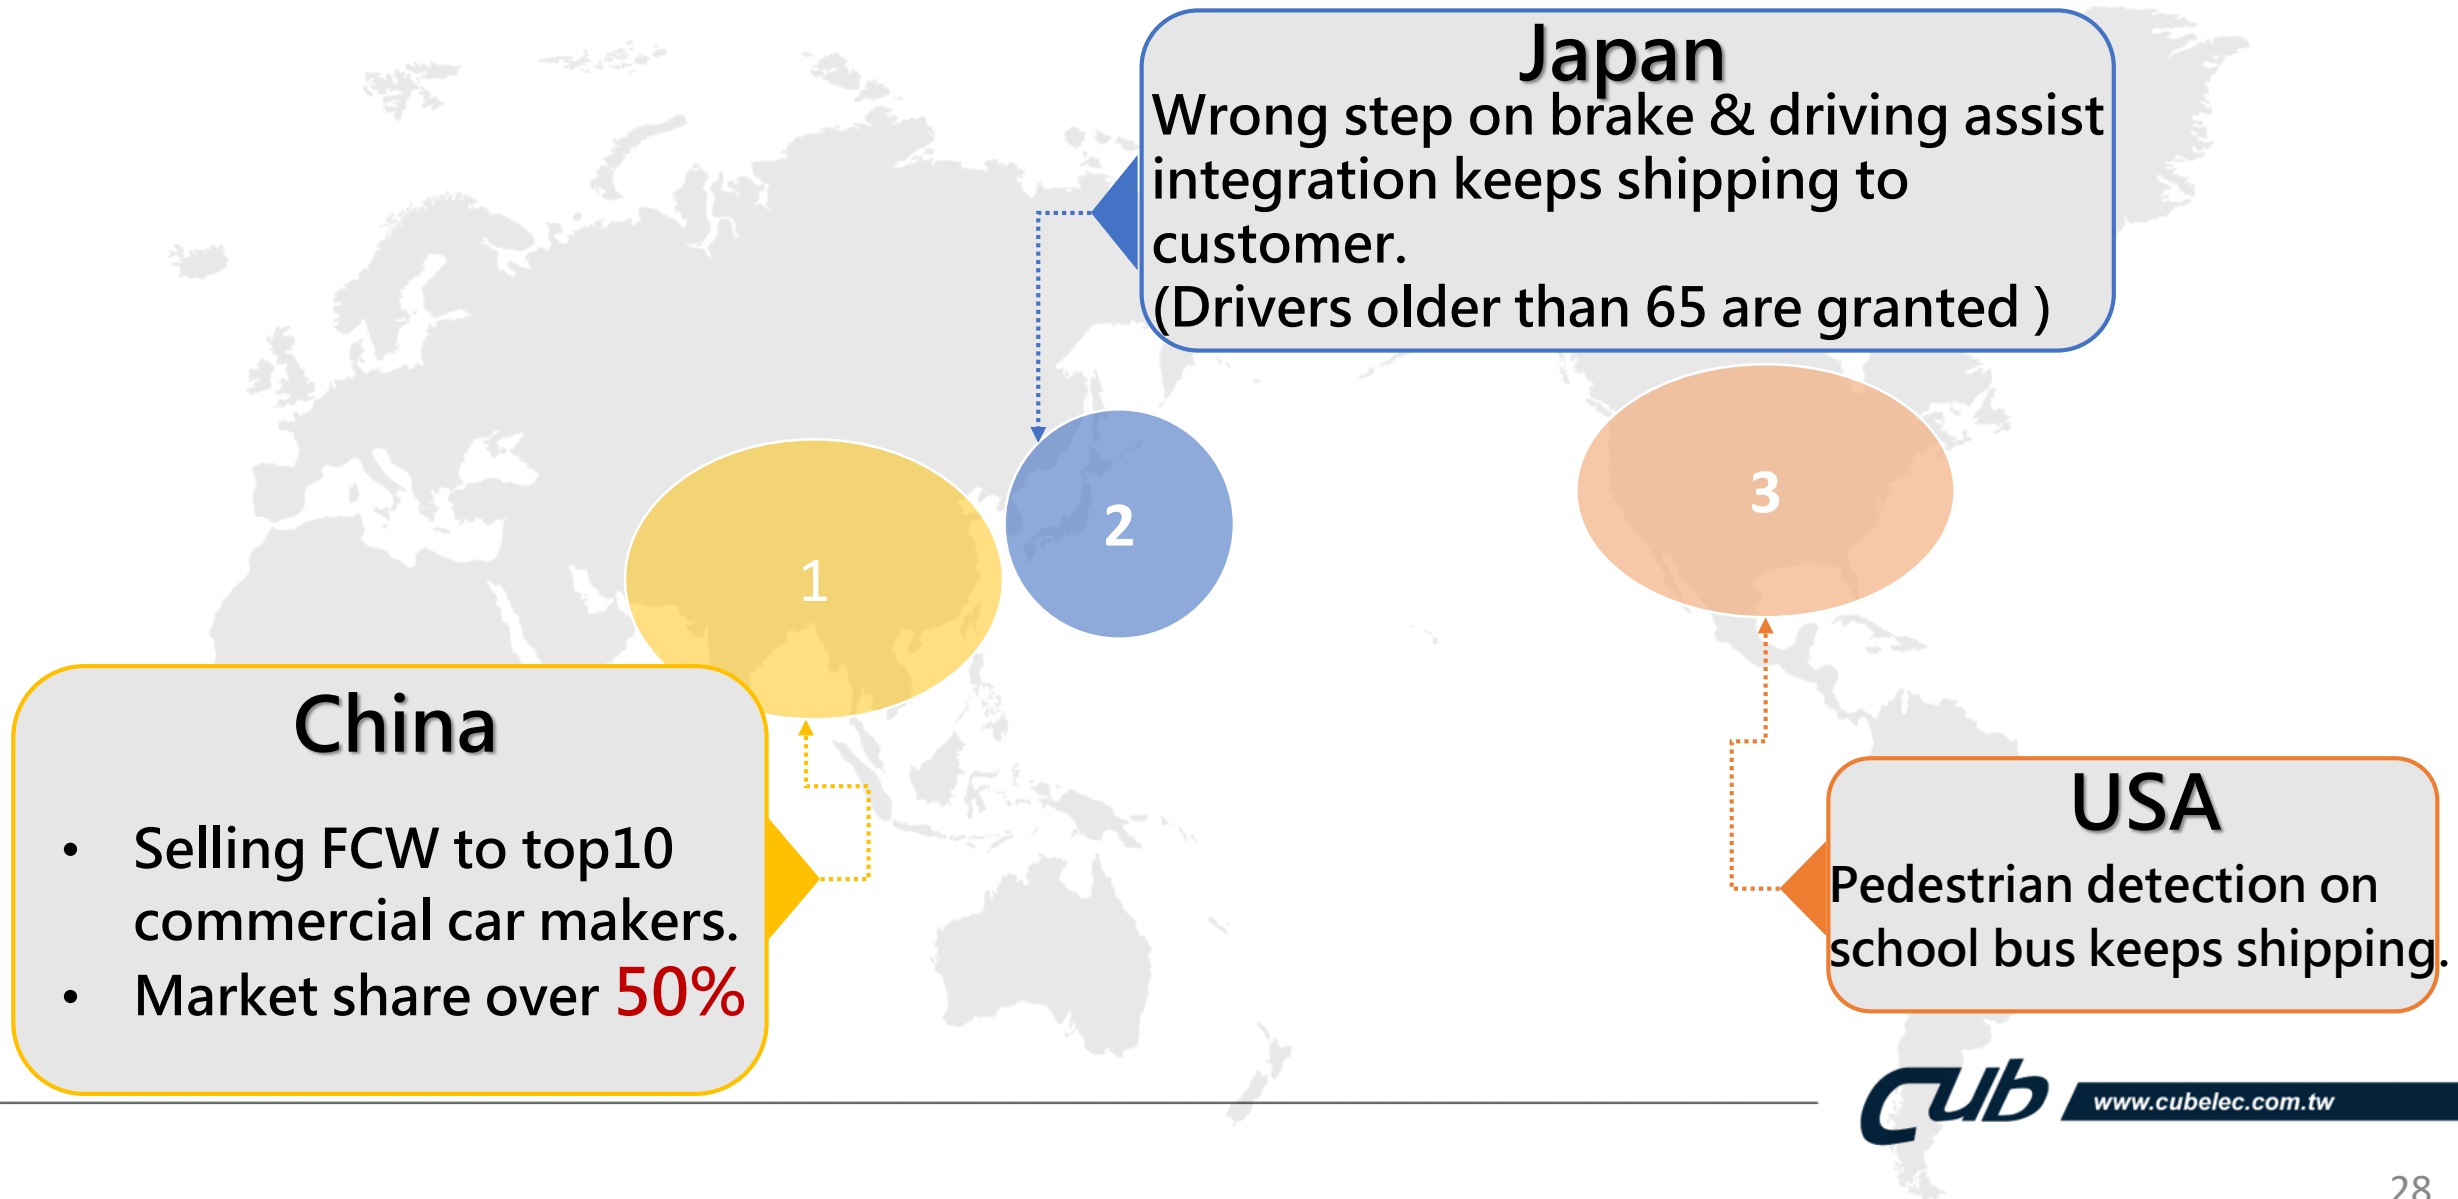 Japan
Wrong step on brake & driving assist
integration keeps shipping to
customer.
(Drivers older than 65 are granted )
1
2
3
China
• Selling FCW to top10
commercial car makers.
• Market share over 50%
USA
Pedestrian detection on
school bus keeps shipping.
Cub
www.cubelec.com.tw
28